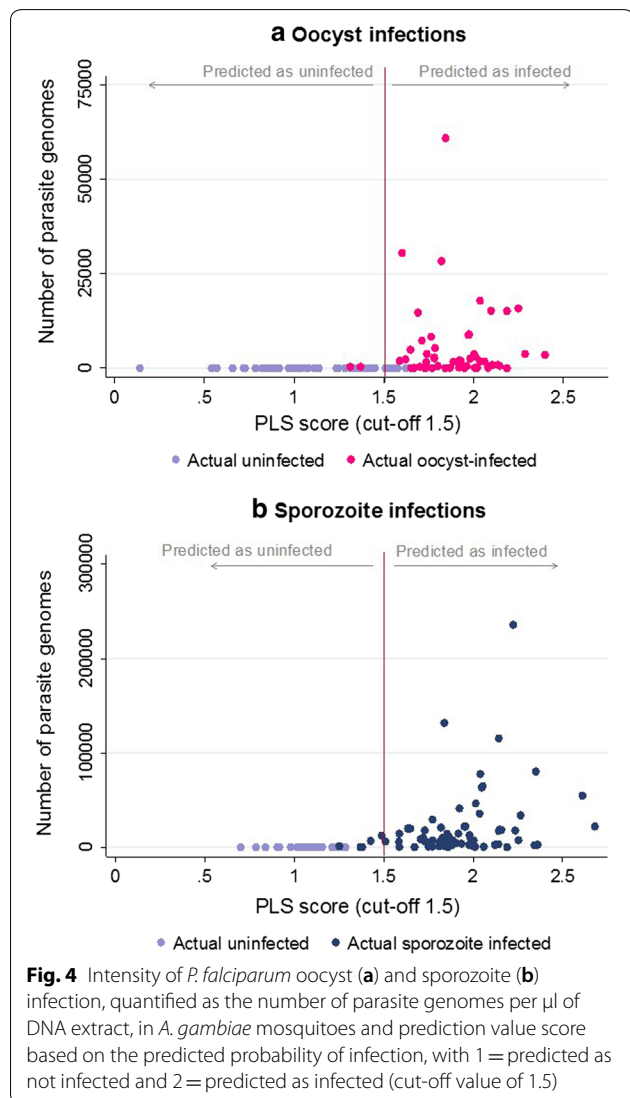 a Oocyst infections
Predicted as uninfected
Predicted as infected
Number of parasite genomes
75000
50000
25000
0
0
.5
1
1.5
2
2.5
PLS score (cut-off 1.5)
Actual uninfected
Actual oocyst-infected
b Sporozoite infections
Predicted as uninfected
Predicted as infected
Number of parasite genomes
300000
200000
100000
0
0
.5
1
1.5
2
2.5
PLS score (cut-off 1.5)
Actual uninfected
Actual sporozoite infected
Fig. 4 Intensity of P. falciparum oocyst (a) and sporozoite (b)
infection, quantified as the number of parasite genomes per µl of
DNA extract, in A. gambiae mosquitoes and prediction value score
based on the predicted probability of infection, with 1 = predicted as
not infected and 2 = predicted as infected (cut-off value of 1.5)